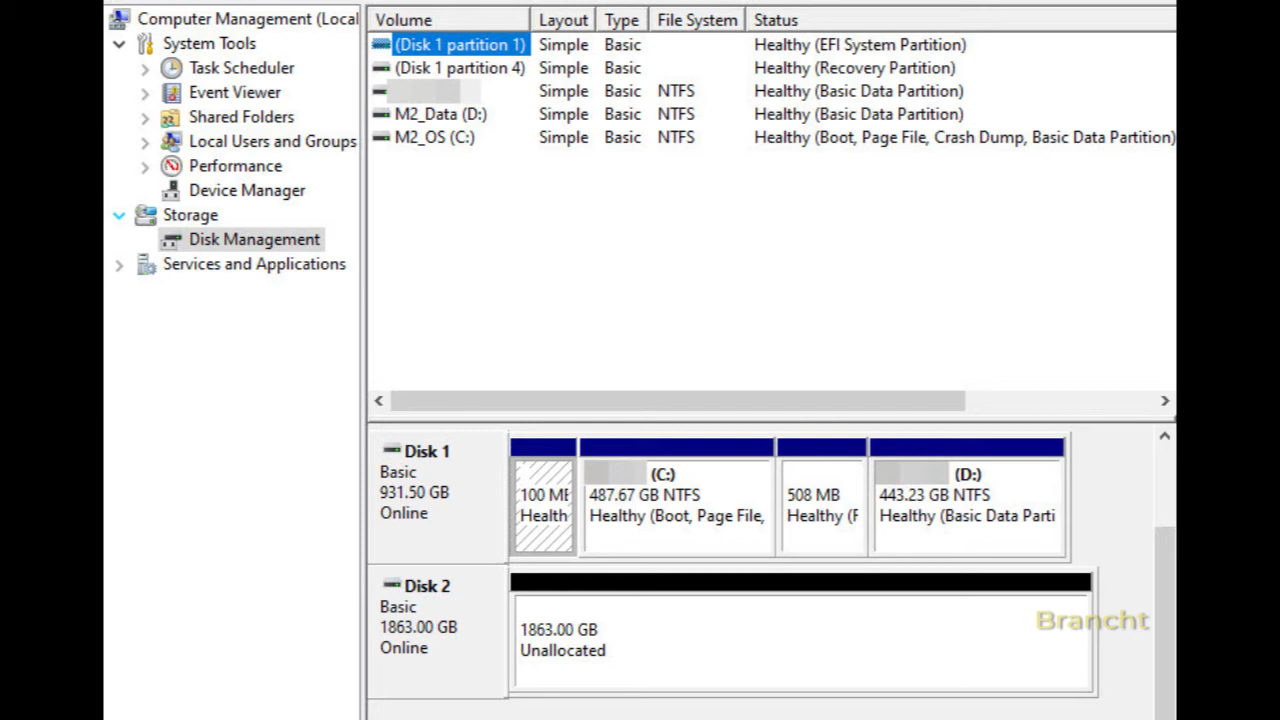 Computer Management (Local
System Tools
Task Scheduler
Event Viewer
Shared Folders
Local Users and Groups
Performance
Device Manager
Storage
Disk Management
Services and Applications
Volume Layout Type File System Status
(Disk 1 partition 1) Simple Basic Healthy (EFI System Partition)
(Disk 1 partition 4) Simple Basic Healthy (Recovery Partition)
Simple Basic NTFS Healthy (Basic Data Partition)
M2_Data (D:) Simple Basic NTFS Healthy (Basic Data Partition)
M2_OS (C:) Simple Basic NTFS Healthy (Boot, Page File, Crash Dump, Basic Data Partition)
Disk 1
Basic
931.50 GB
Online
100 MB
Health
(C:)
487.67 GB NTFS
Healthy (Boot, Page File,
508 MB
Healthy (F
(D:)
443.23 GB NTFS
Healthy (Basic Data Parti
Disk 2
Basic
1863.00 GB
Online
1863.00 GB
Unallocated
Brancht